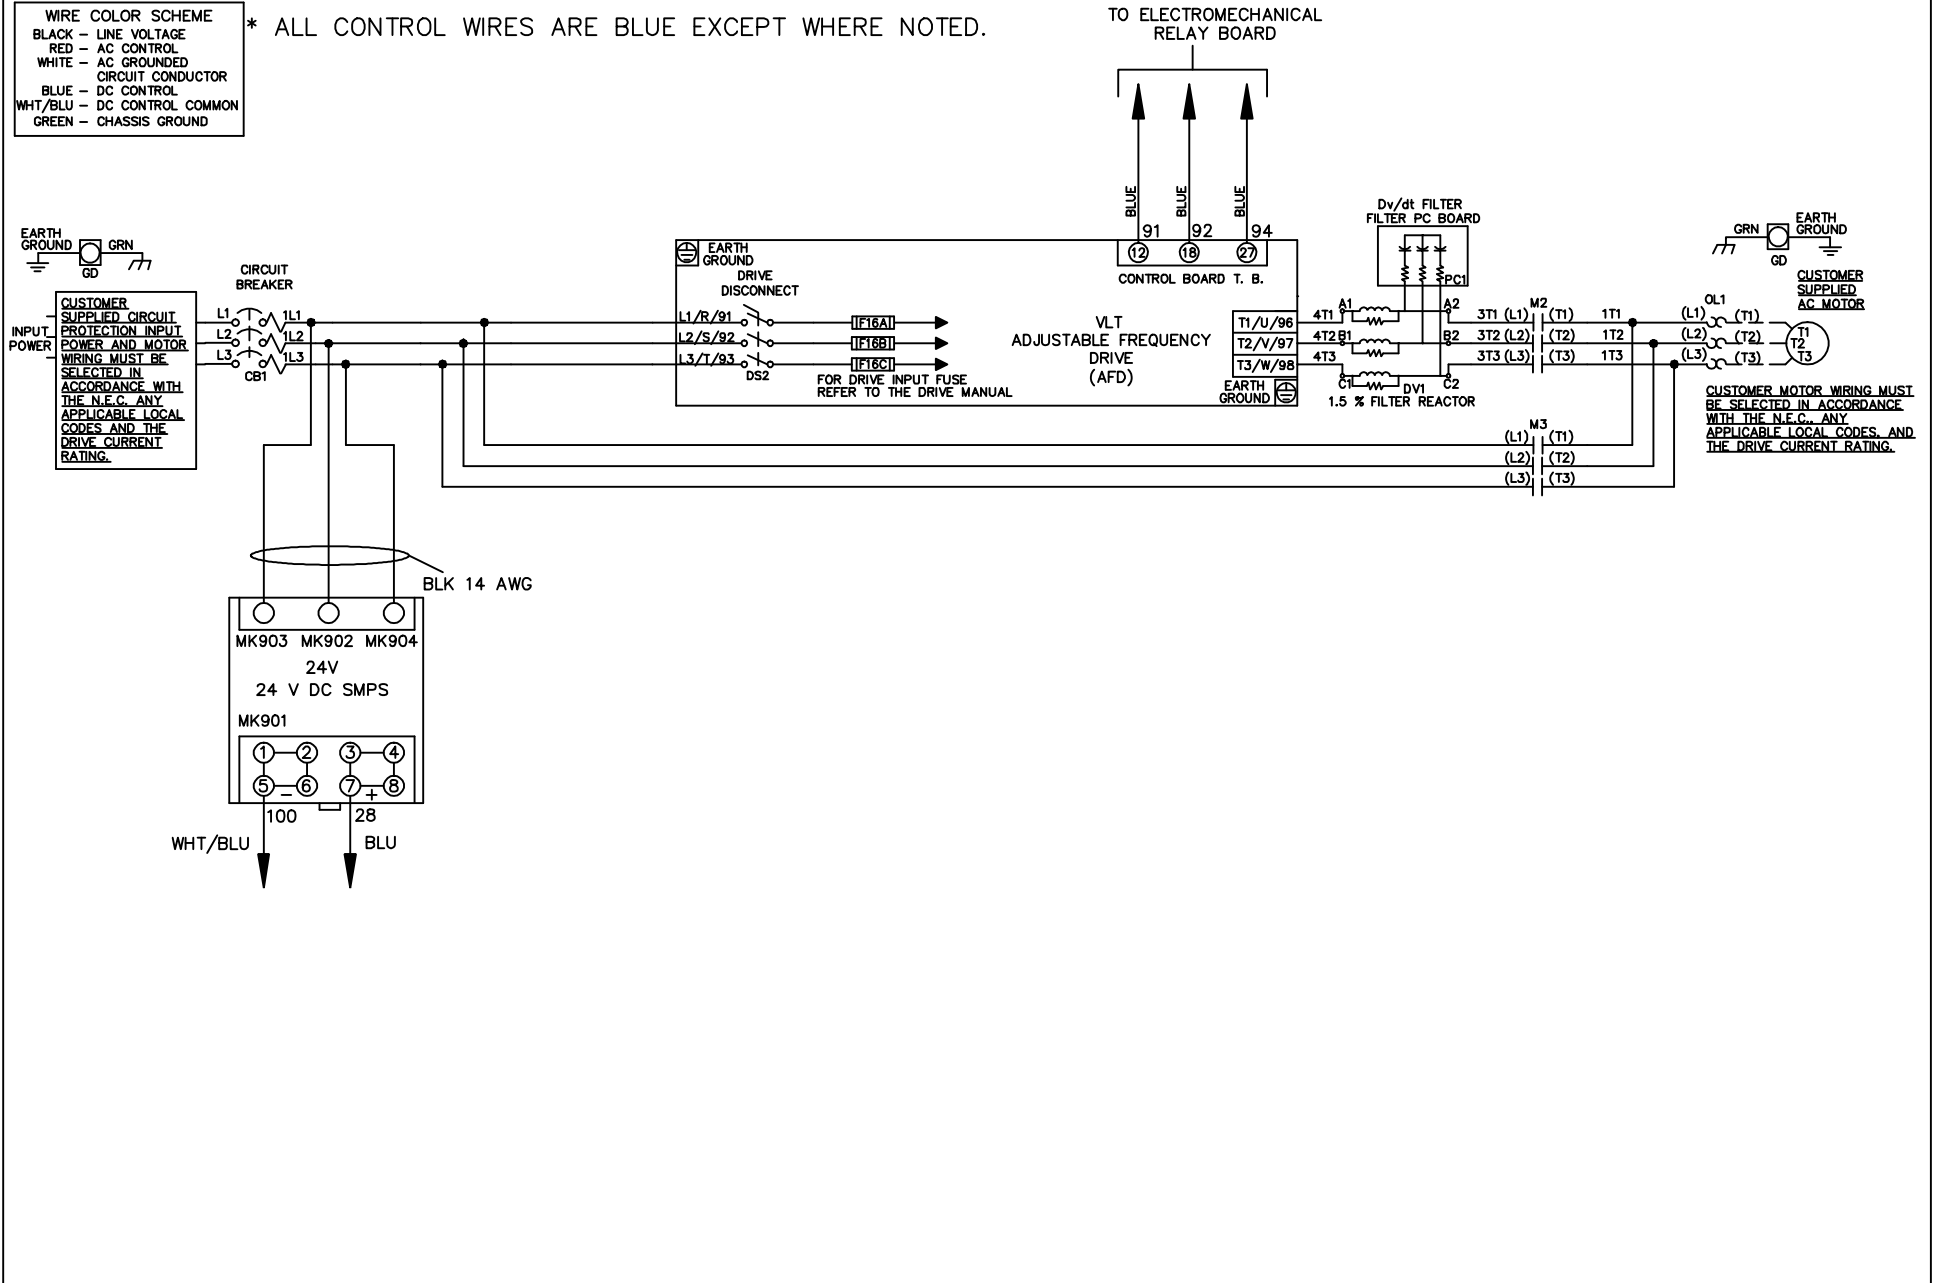 WIRE COLOR SCHEME
BLACK - LINE VOLTAGE
RED - AC CONTROL
WHITE - AC GROUNDED
CIRCUIT CONDUCTOR
BLUE - DC CONTROL
WHT/BLU - DC CONTROL COMMON
GREEN - CHASSIS GROUND
* ALL CONTROL WIRES ARE BLUE EXCEPT WHERE NOTED.
TO ELECTROMECHANICAL
RELAY BOARD
BLUE
BLUE
BLUE
91
92
94
12
18
27
CONTROL BOARD T. B.
EARTH
GROUND
GRN
GD
CIRCUIT
BREAKER
INPUT
POWER
CUSTOMER
SUPPLIED CIRCUIT
PROTECTION INPUT
POWER AND MOTOR
WIRING MUST BE
SELECTED IN
ACCORDANCE WITH
THE N.E.C. ANY
APPLICABLE LOCAL
CODES AND THE
DRIVE CURRENT
RATING.
L1
L2
L3
CB1
1L1
1L2
1L3
EARTH
GROUND
DRIVE
DISCONNECT
L1/R/91
L2/S/92
L3/T/93
DS2
F16A
F16B
F16C
FOR DRIVE INPUT FUSE
REFER TO THE DRIVE MANUAL
VLT
ADJUSTABLE FREQUENCY
DRIVE
(AFD)
T1/U/96
T2/V/97
T3/W/98
EARTH
GROUND
4T1
4T2
4T3
A1
B1
C1
Dv/dt FILTER
FILTER PC BOARD
PC1
A2
B2
C2
DV1
1.5 % FILTER REACTOR
M2
3T1 (L1) (T1) 1T1
3T2 (L2) (T2) 1T2
3T3 (L3) (T3) 1T3
M3
(L1) (T1)
(L2) (T2)
(L3) (T3)
OL1
(L1) (T1)
(L2) (T2)
(L3) (T3)
T1
T2
T3
GRN
EARTH
GROUND
GD
CUSTOMER
SUPPLIED
AC MOTOR
CUSTOMER MOTOR WIRING MUST
BE SELECTED IN ACCORDANCE
WITH THE N.E.C.. ANY
APPLICABLE LOCAL CODES. AND
THE DRIVE CURRENT RATING.
BLK 14 AWG
MK903 MK902 MK904
24V
24 V DC SMPS
MK901
1 2 3 4
5 6 7 8
- +
100 28
WHT/BLU BLU